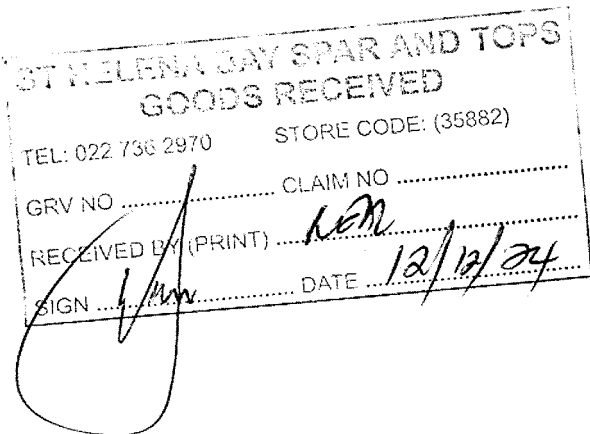 ST HELENA BAY SPAR AND TOPS
GOODS RECEIVED
TEL: 022 736 2970 STORE CODE: (35882)
GRV NO .................... CLAIM NO ....................
RECEIVED BY (PRINT) ....................
SIGN .................... DATE 12/12/24